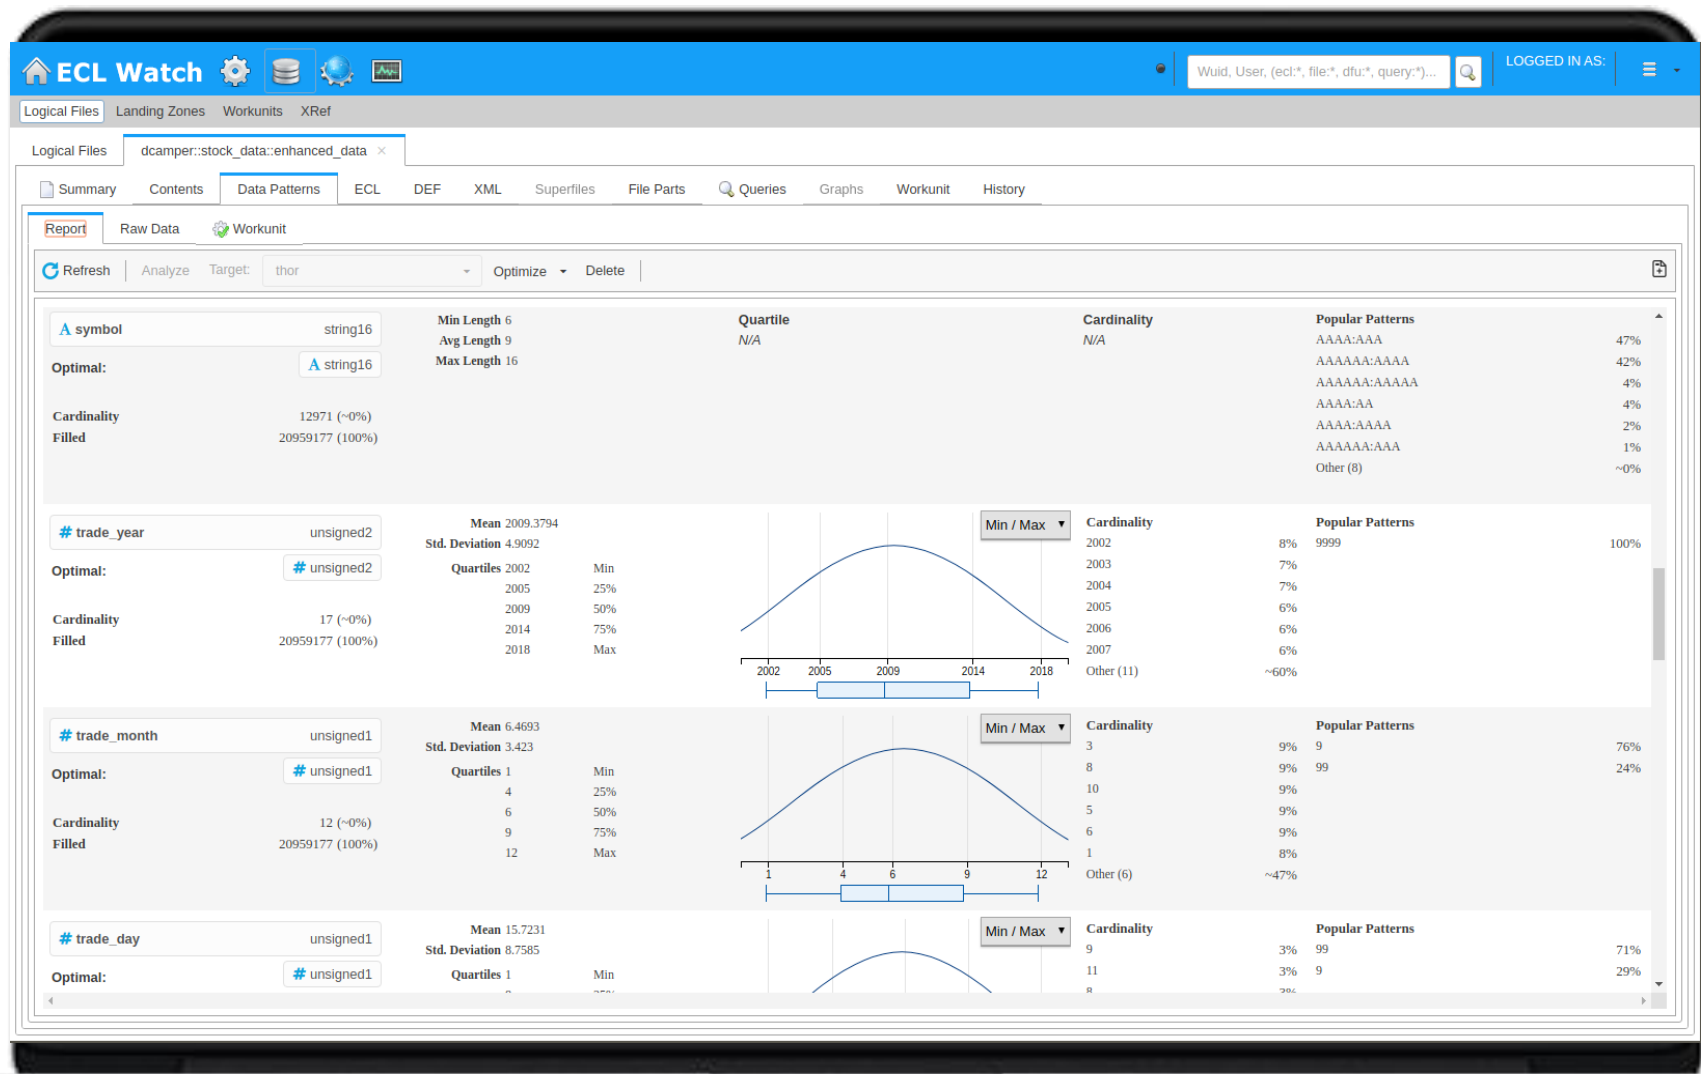 ECL Watch
Wuid, User, (ecl:*, file:*, dfu:*, query:*)...
LOGGED IN AS:
Logical Files Landing Zones Workunits XRef
Logical Files dcamper::stock_data::enhanced_data ×
Summary Contents Data Patterns ECL DEF XML Superfiles File Parts Queries Graphs Workunit History
Report Raw Data Workunit
Refresh Analyze Target: thor Optimize Delete
A symbol string16
Optimal: A string16
Cardinality 12971 (~0%)
Filled 20959177 (100%)
Min Length 6
Avg Length 9
Max Length 16
Quartile
N/A
Cardinality
N/A
Popular Patterns
AAAA:AAA 47%
AAAAAA:AAAA 42%
AAAAAA:AAAAA 4%
AAAA:AA 4%
AAAA:AAAA 2%
AAAAAA:AAA 1%
Other (8) ~0%
# trade_year unsigned2
Optimal: # unsigned2
Cardinality 17 (~0%)
Filled 20959177 (100%)
Mean 2009.3794
Std. Deviation 4.9092
Quartiles 2002 Min
2005 25%
2009 50%
2014 75%
2018 Max
Min / Max
2002 2005 2009 2014 2018
Cardinality
2002 8%
2003 7%
2004 7%
2005 6%
2006 6%
2007 6%
Other (11) ~60%
Popular Patterns
9999 100%
# trade_month unsigned1
Optimal: # unsigned1
Cardinality 12 (~0%)
Filled 20959177 (100%)
Mean 6.4693
Std. Deviation 3.423
Quartiles 1 Min
4 25%
6 50%
9 75%
12 Max
Min / Max
1 4 6 9 12
Cardinality
3 9%
8 9%
10 9%
5 9%
6 9%
1 8%
Other (6) ~47%
Popular Patterns
9 76%
99 24%
# trade_day unsigned1
Optimal: # unsigned1
Mean 15.7231
Std. Deviation 8.7585
Quartiles 1 Min
Min / Max
Cardinality
9 3%
11 3%
8 3%
Popular Patterns
99 71%
9 29%